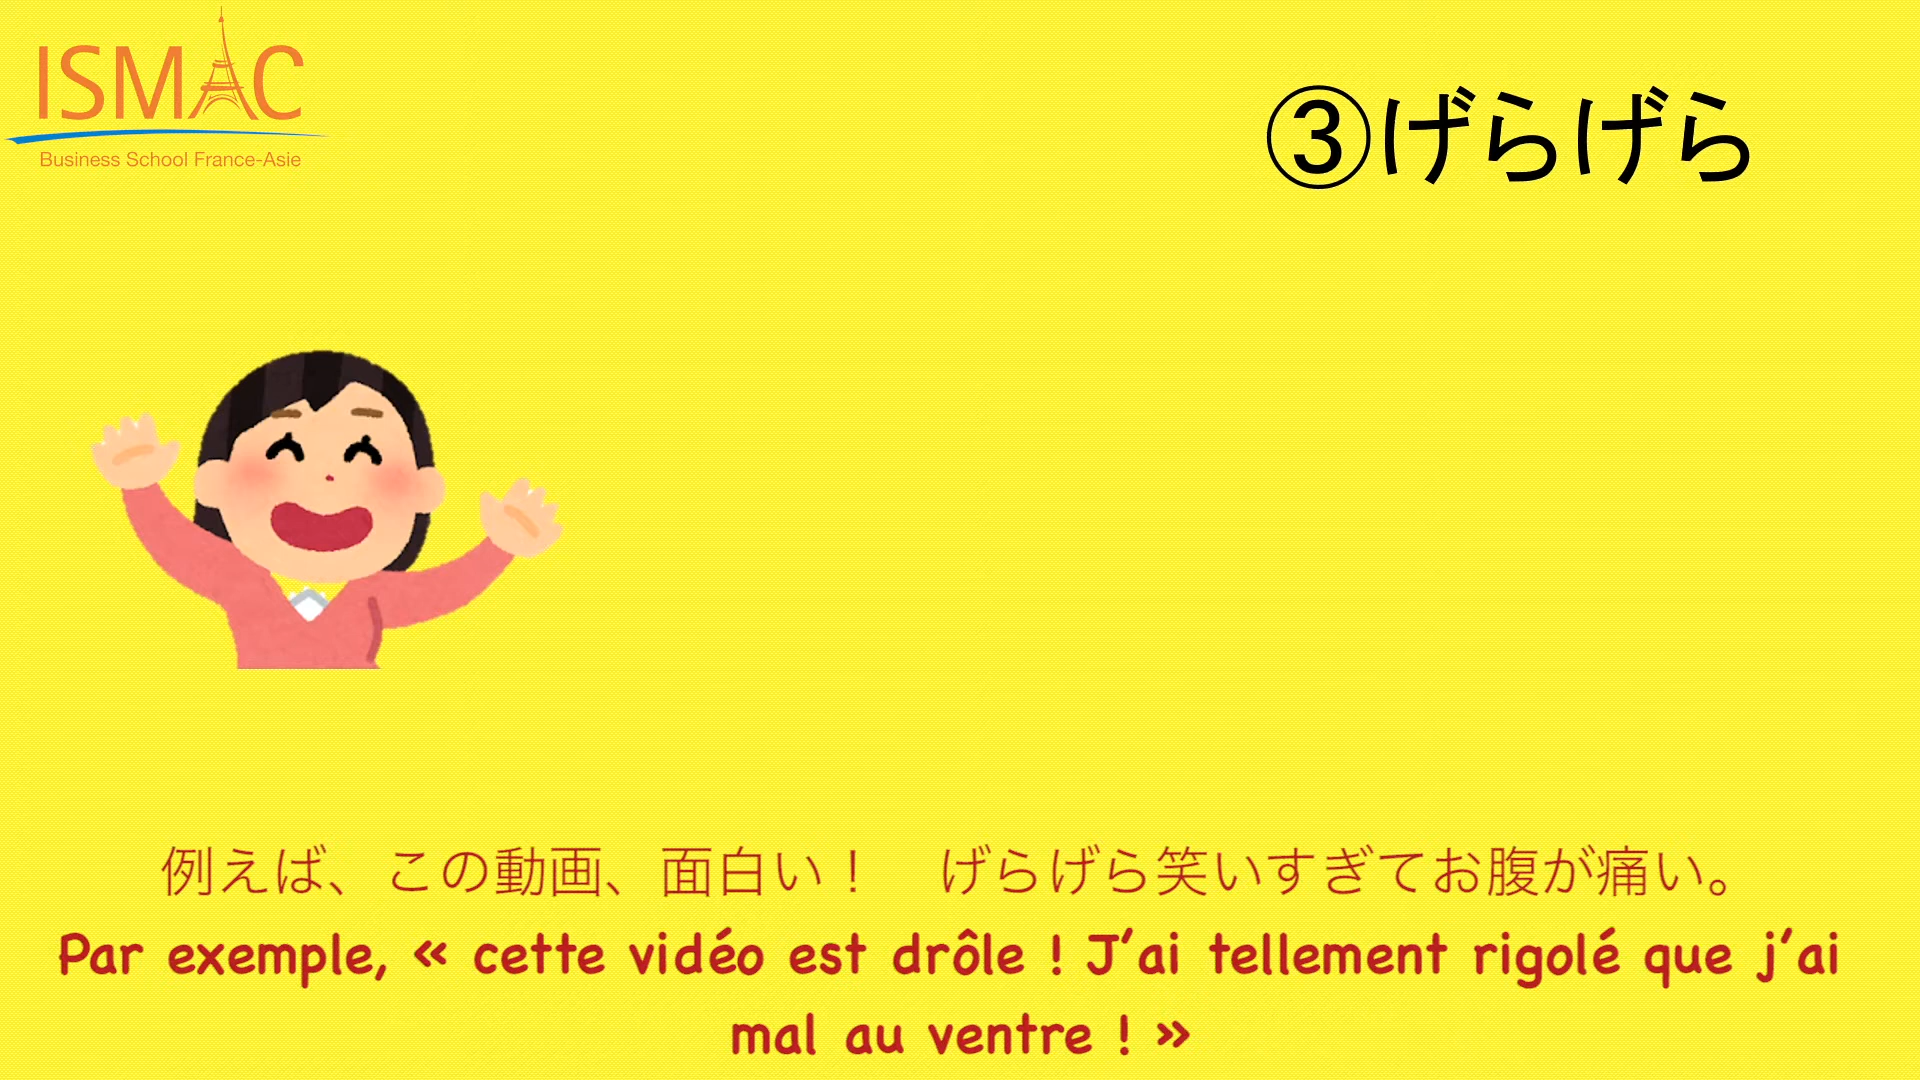 ISMAC
Business School France-Asie
③げらげら
例えば、この動画、面白い！　げらげら笑いすぎてお腹が痛い。
Par exemple, « cette vidéo est drôle ! J’ai tellement rigolé que j’ai
mal au ventre ! »